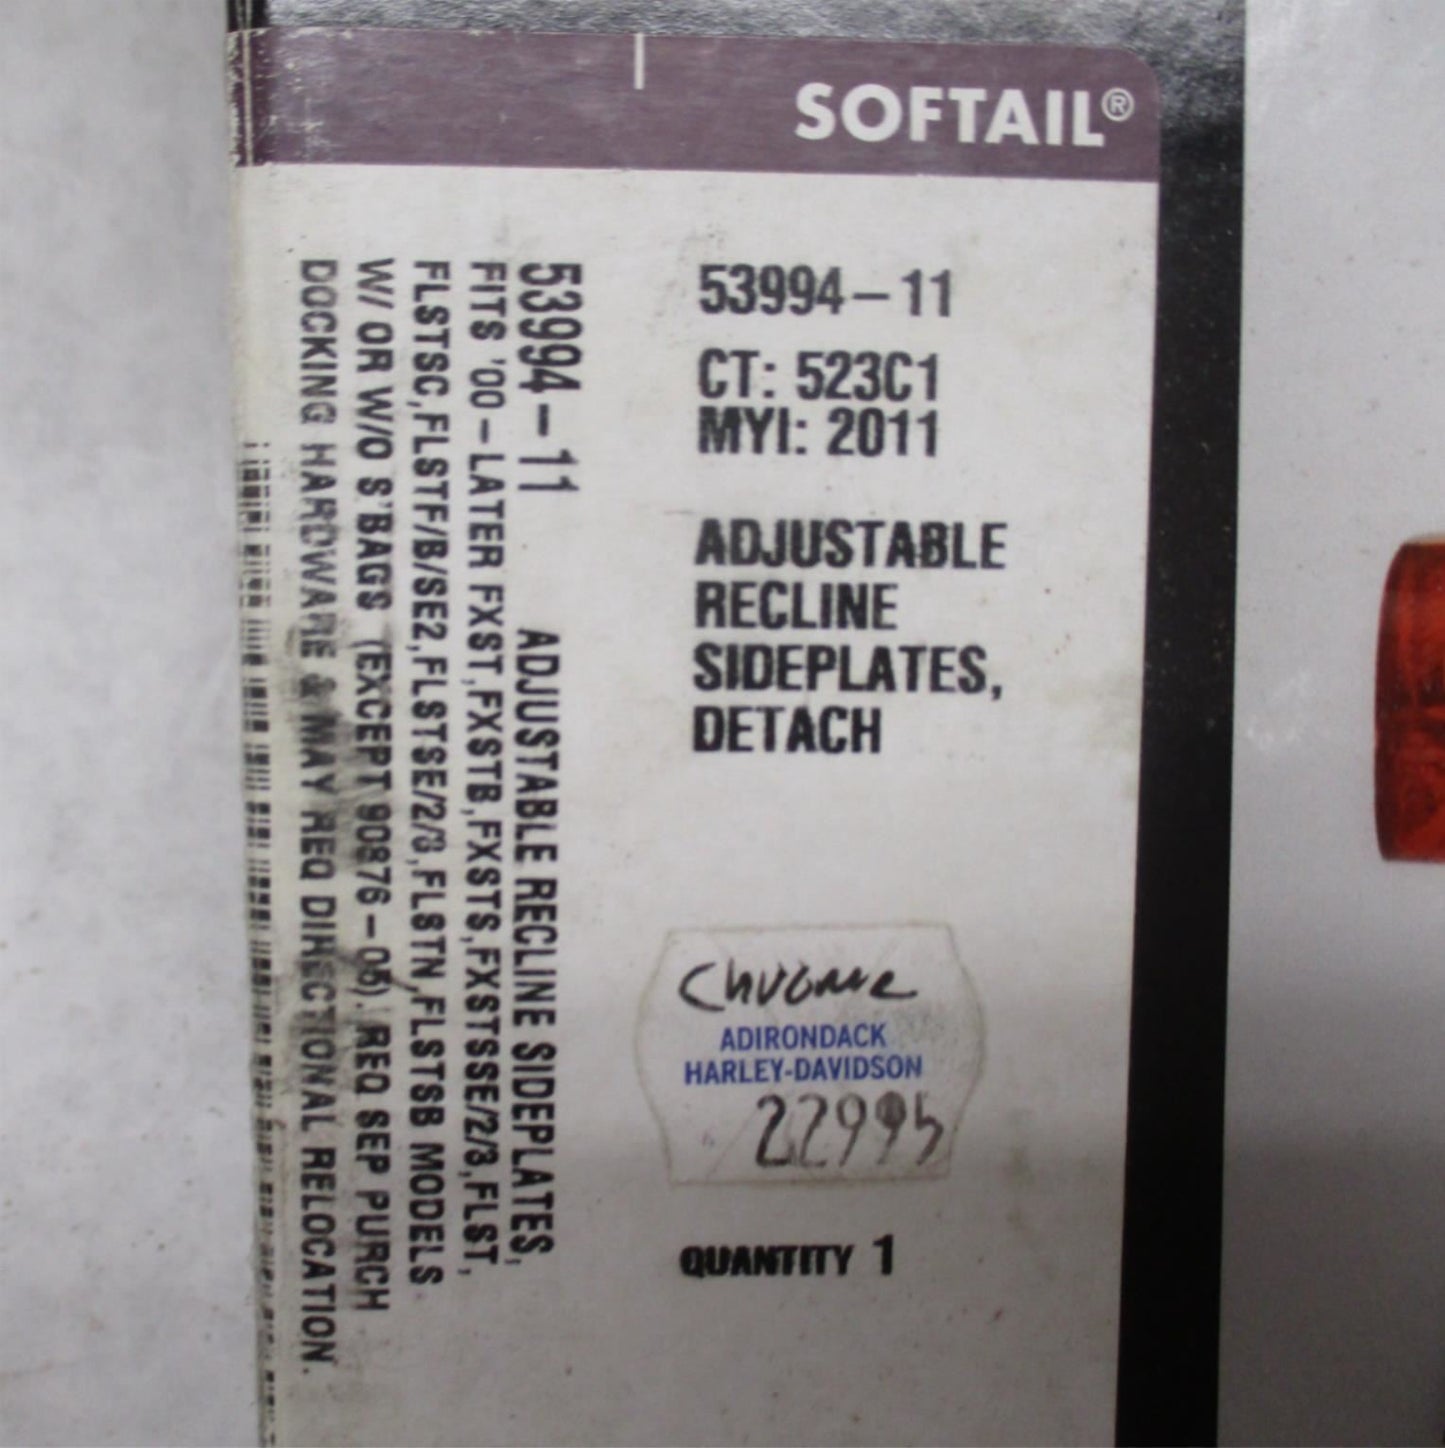 SOFTAIL®
53994-11
CT: 523C1
MYI: 2011
ADJUSTABLE
RECLINE
SIDEPLATES,
DETACH
Chrome
ADIRONDACK
HARLEY-DAVIDSON
22995
QUANTITY 1
53994-11 ADJUSTABLE RECLINE SIDEPLATES,
FITS '00-LATER FXST,FXSTB,FXSTS,FXSTSSE/2/3,FLST,
FLSTSC,FLSTF/B/SE2,FLSTSE/2/3,FLSTN,FLSTSB MODELS
W/ OR W/O S'BAGS (EXCEPT 90876-05). REQ SEP PURCH
DOCKING HARDWARE & MAY REQ DIRECTIONAL RELOCATION.